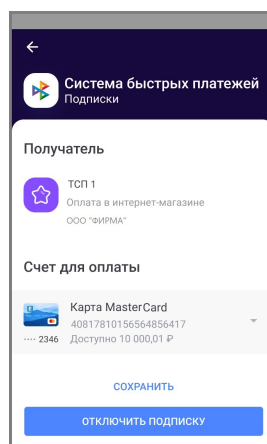 Система быстрых платежей
Подписки
Получатель
ТСП 1
Оплата в интернет-магазине
ООО "ФИРМА"
Счет для оплаты
Карта MasterCard
40817810156564856417
···· 2346 Доступно 10 000,01 ₽
СОХРАНИТЬ
ОТКЛЮЧИТЬ ПОДПИСКУ